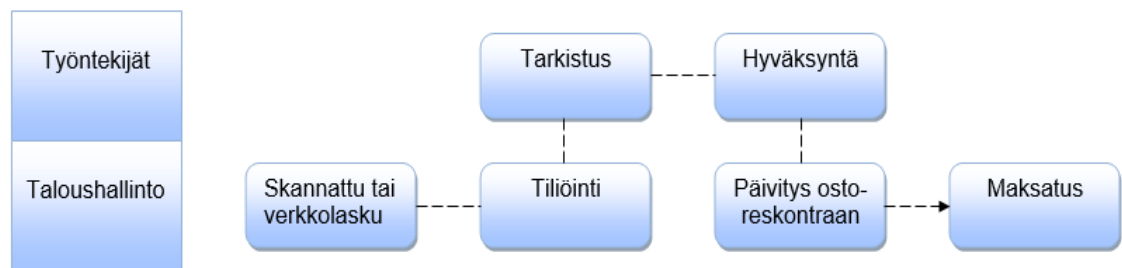 Työntekijät
Tarkistus
Hyväksyntä
Taloushallinto
Skannattu tai
verkkolasku
Tiliöinti
Päivitys osto-
reskontraan
Maksatus